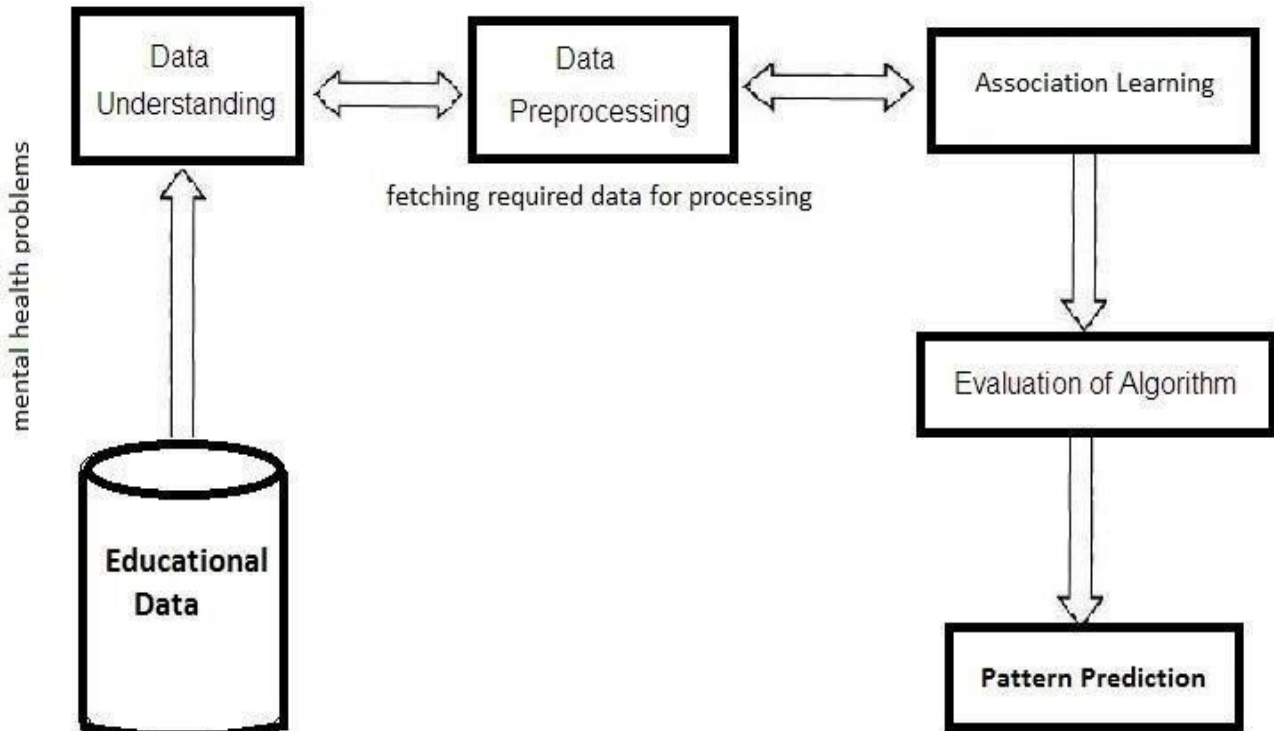 Data
Understanding
Data
Preprocessing
Association Learning
mental health problems
fetching required data for processing
Evaluation of Algorithm
Educational
Data
Pattern Prediction